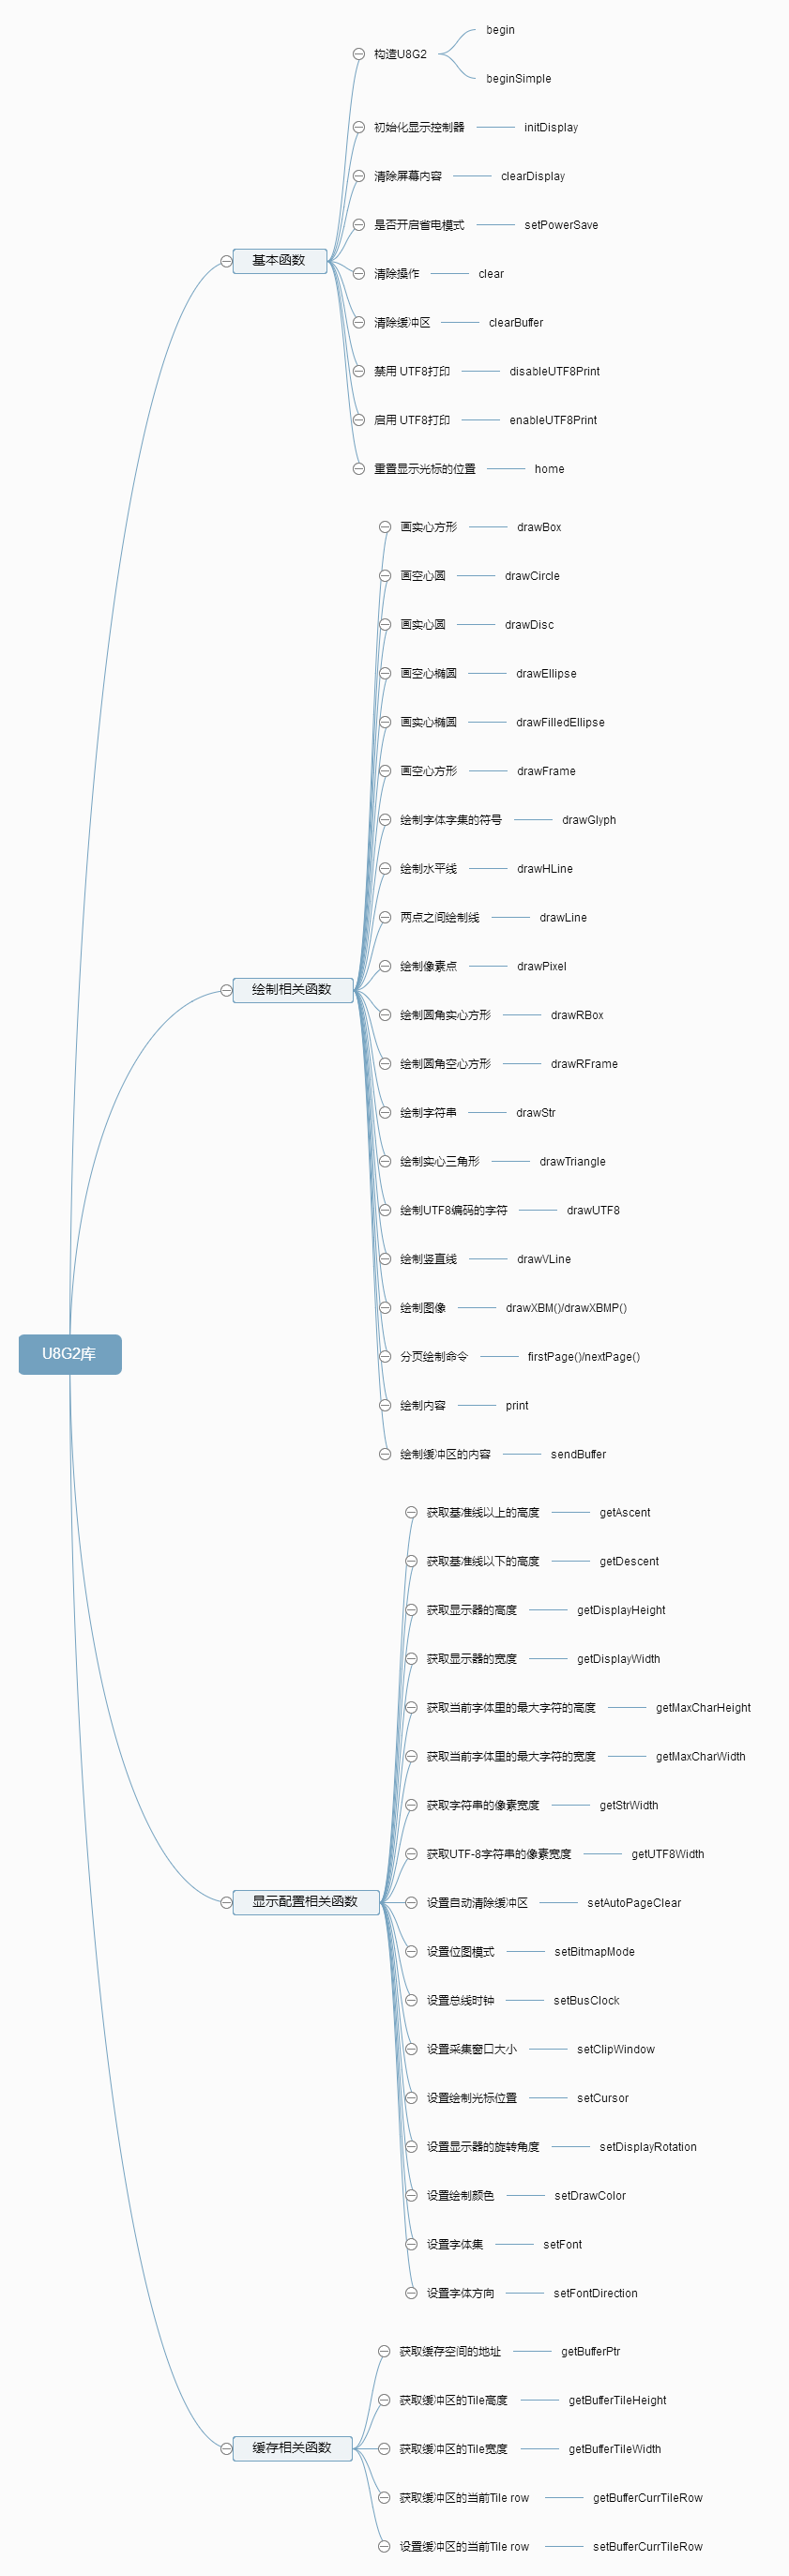 U8G2库
基本函数
构造U8G2
begin
beginSimple
初始化显示控制器 initDisplay
清除屏幕内容 clearDisplay
是否开启省电模式 setPowerSave
清除操作 clear
清除缓冲区 clearBuffer
禁用 UTF8打印 disableUTF8Print
启用 UTF8打印 enableUTF8Print
重置显示光标的位置 home
绘制相关函数
画实心方形 drawBox
画空心圆 drawCircle
画实心圆 drawDisc
画空心椭圆 drawEllipse
画实心椭圆 drawFilledEllipse
画空心方形 drawFrame
绘制字体字集的符号 drawGlyph
绘制水平线 drawHLine
两点之间绘制线 drawLine
绘制像素点 drawPixel
绘制圆角实心方形 drawRBox
绘制圆角空心方形 drawRFrame
绘制字符串 drawStr
绘制实心三角形 drawTriangle
绘制UTF8编码的字符 drawUTF8
绘制竖直线 drawVLine
绘制图像 drawXBM()/drawXBMP()
分页绘制命令 firstPage()/nextPage()
绘制内容 print
绘制缓冲区的内容 sendBuffer
显示配置相关函数
获取基准线以上的高度 getAscent
获取基准线以下的高度 getDescent
获取显示器的高度 getDisplayHeight
获取显示器的宽度 getDisplayWidth
获取当前字体里的最大字符的高度 getMaxCharHeight
获取当前字体里的最大字符的宽度 getMaxCharWidth
获取字符串的像素宽度 getStrWidth
获取UTF-8字符串的像素宽度 getUTF8Width
设置自动清除缓冲区 setAutoPageClear
设置位图模式 setBitmapMode
设置总线时钟 setBusClock
设置采集窗口大小 setClipWindow
设置绘制光标位置 setCursor
设置显示器的旋转角度 setDisplayRotation
设置绘制颜色 setDrawColor
设置字体集 setFont
设置字体方向 setFontDirection
缓存相关函数
获取缓存空间的地址 getBufferPtr
获取缓冲区的Tile高度 getBufferTileHeight
获取缓冲区的Tile宽度 getBufferTileWidth
获取缓冲区的当前Tile row getBufferCurrTileRow
设置缓冲区的当前Tile row setBufferCurrTileRow